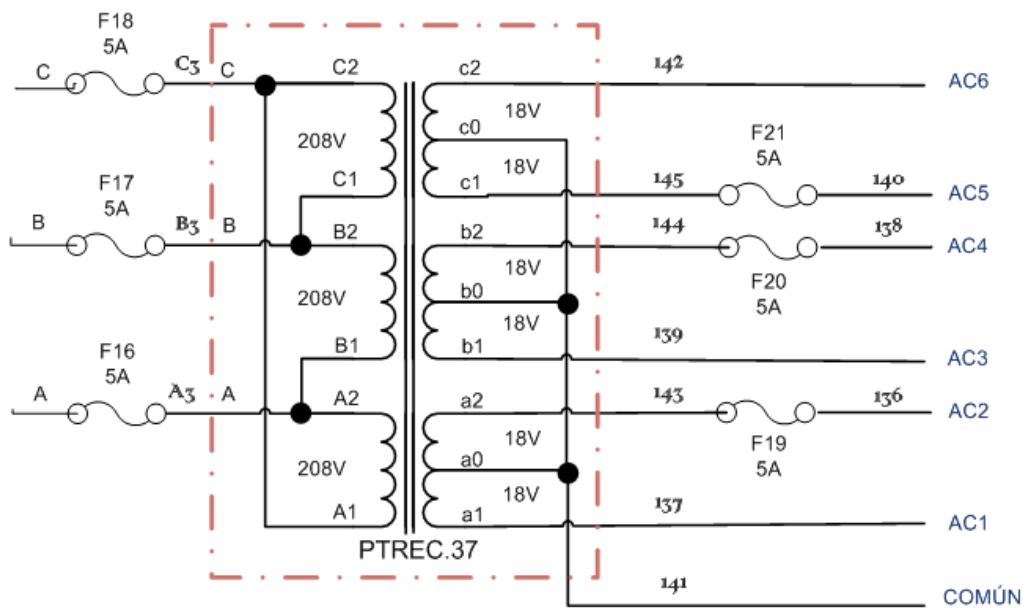 F18
5A
C
C3
C
C2
208V
C1
c2
18V
c0
18V
c1
142
AC6
F21
5A
145
140
AC5
F17
5A
B
B3
B
B2
208V
B1
b2
18V
b0
18V
b1
144
138
AC4
F20
5A
139
AC3
F16
5A
A
A3
A
A2
208V
A1
a2
18V
a0
18V
a1
143
136
AC2
F19
5A
137
AC1
PTREC.37
141
COMÚN